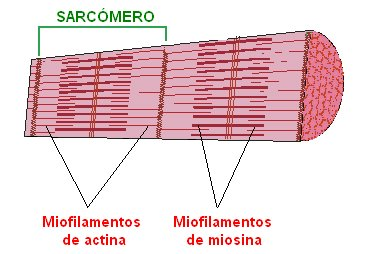 SARCÓMERO
Miofilamentos
de actina
Miofilamentos
de miosina